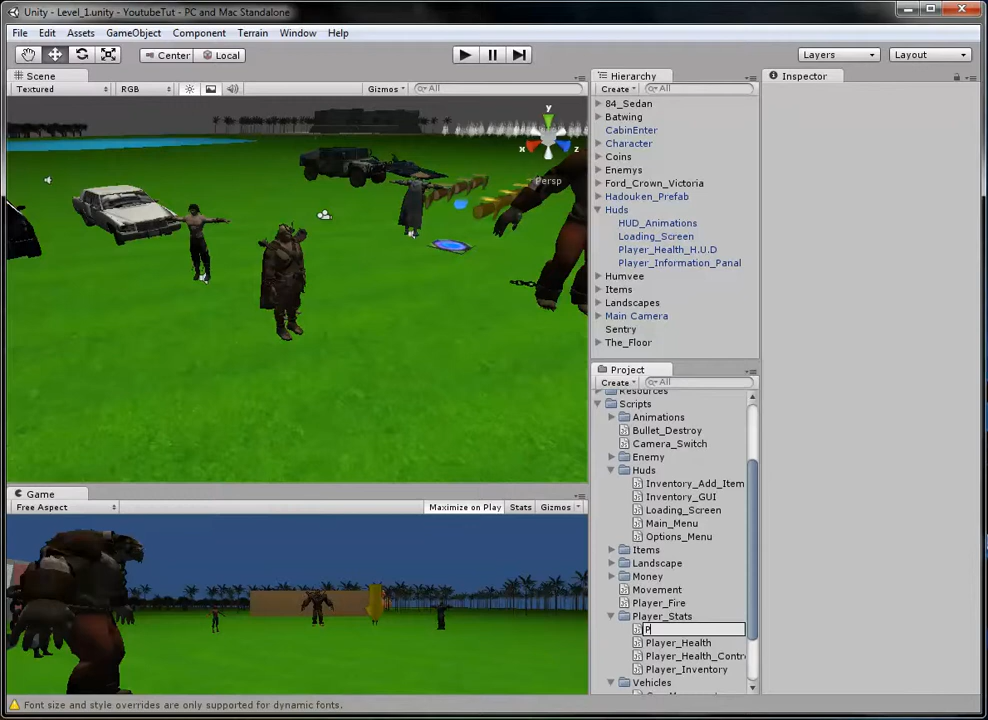 Unity - Level_1.unity - YoutubeTut - PC and Mac Standalone
File Edit Assets GameObject Component Terrain Window Help
Center Local Layers Layout
Scene
Textured RGB Gizmos All
y
x z
Persp
Game
Free Aspect Maximize on Play Stats Gizmos
Hierarchy
Create All
84_Sedan
Batwing
CabinEnter
Character
Coins
Enemys
Ford_Crown_Victoria
Hadouken_Prefab
Huds
HUD_Animations
Loading_Screen
Player_Health_H.U.D
Player_Information_Panal
Humvee
Items
Landscapes
Main Camera
Sentry
The_Floor
Project
Create All
Resources
Scripts
Animations
Bullet_Destroy
Camera_Switch
Enemy
Huds
Inventory_Add_Item
Inventory_GUI
Loading_Screen
Main_Menu
Options_Menu
Items
Landscape
Money
Movement
Player_Fire
Player_Stats
P
Player_Health
Player_Health_Contr
Player_Inventory
Vehicles
Inspector
Font size and style overrides are only supported for dynamic fonts.